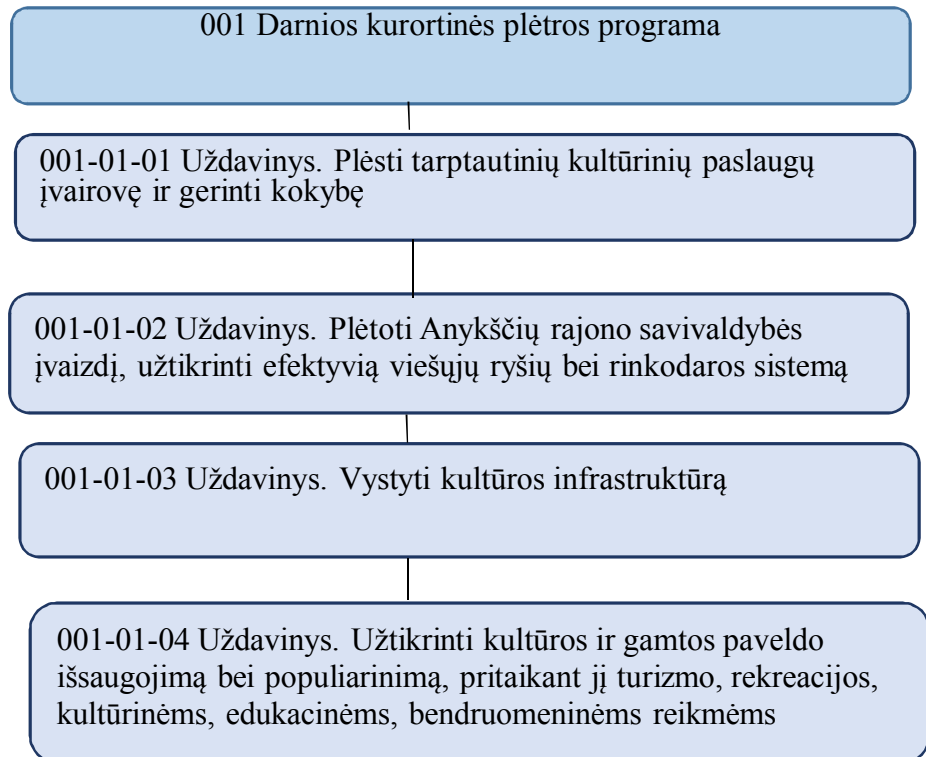 001 Darnios kurortinės plėtros programa
001-01-01 Uždavinys. Plėsti tarptautinių kultūrinių paslaugų
įvairovę ir gerinti kokybę
001-01-02 Uždavinys. Plėtoti Anykščių rajono savivaldybės
įvaizdį, užtikrinti efektyvią viešųjų ryšių bei rinkodaros sistemą
001-01-03 Uždavinys. Vystyti kultūros infrastruktūrą
001-01-04 Uždavinys. Užtikrinti kultūros ir gamtos paveldo
išsaugojimą bei populiarinimą, pritaikant jį turizmo, rekreacijos,
kultūrinėms, edukacinėms, bendruomeninėms reikmėms